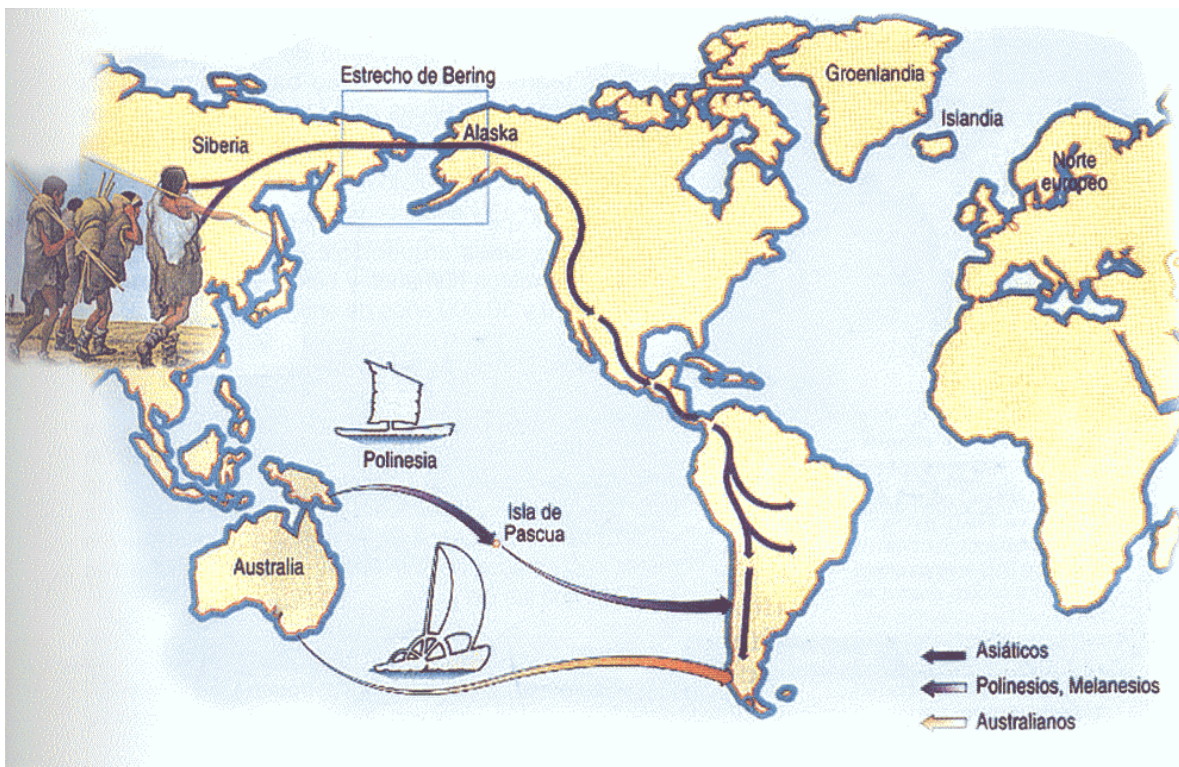 Estrecho de Bering
Siberia
Alaska
Groenlandia
Islandia
Norte
europeo
Polinesia
Isla de
Pascua
Australia
Asiáticos
Polinesios, Melanesios
Australianos